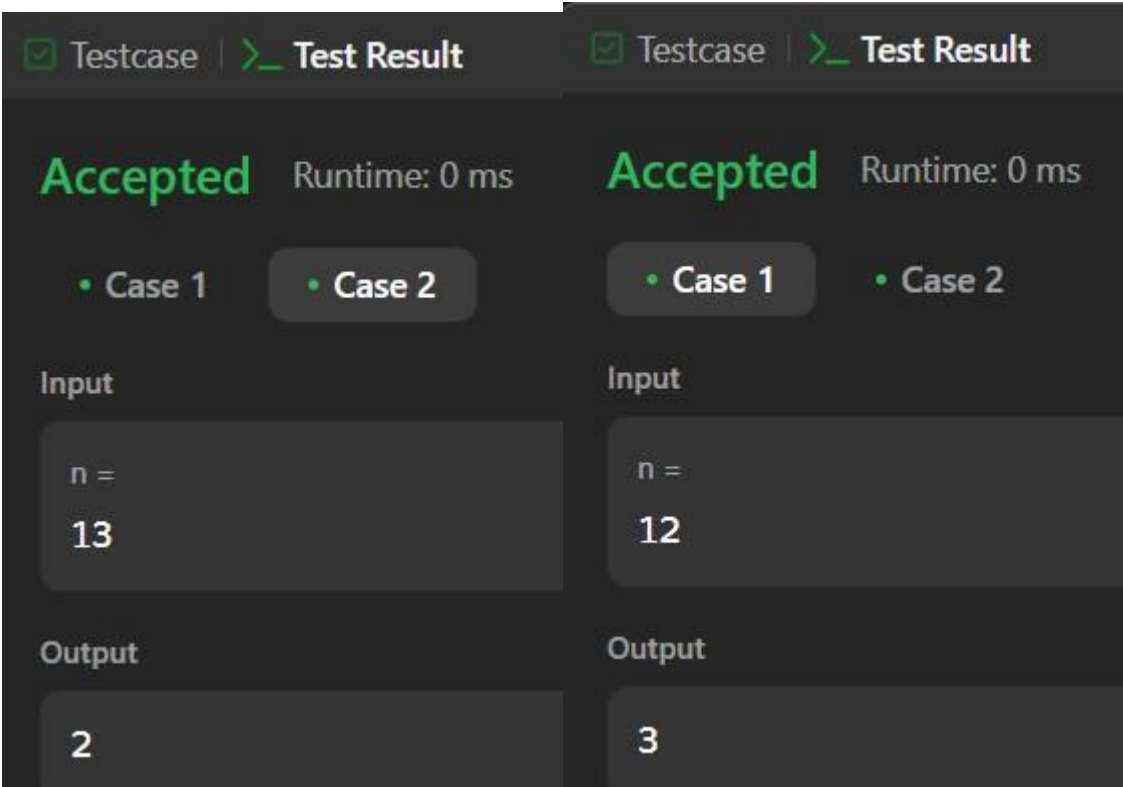 Testcase | >_ Test Result
Accepted Runtime: 0 ms
• Case 1 • Case 2
Input
n =
13
Output
2
Testcase | >_ Test Result
Accepted Runtime: 0 ms
• Case 1 • Case 2
Input
n =
12
Output
3